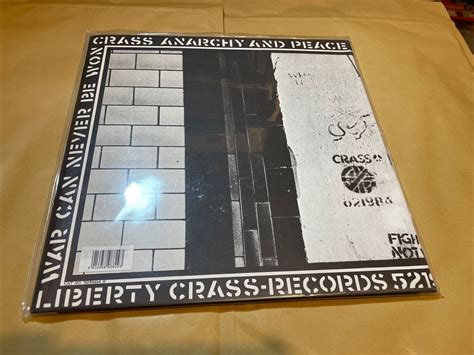 CRASS ANARCHY AND PEACE
WAR CAN NEVER BE WON
CRASS
621984
FIGH
NOT
LIBERTY CRASS-RECORDS 521